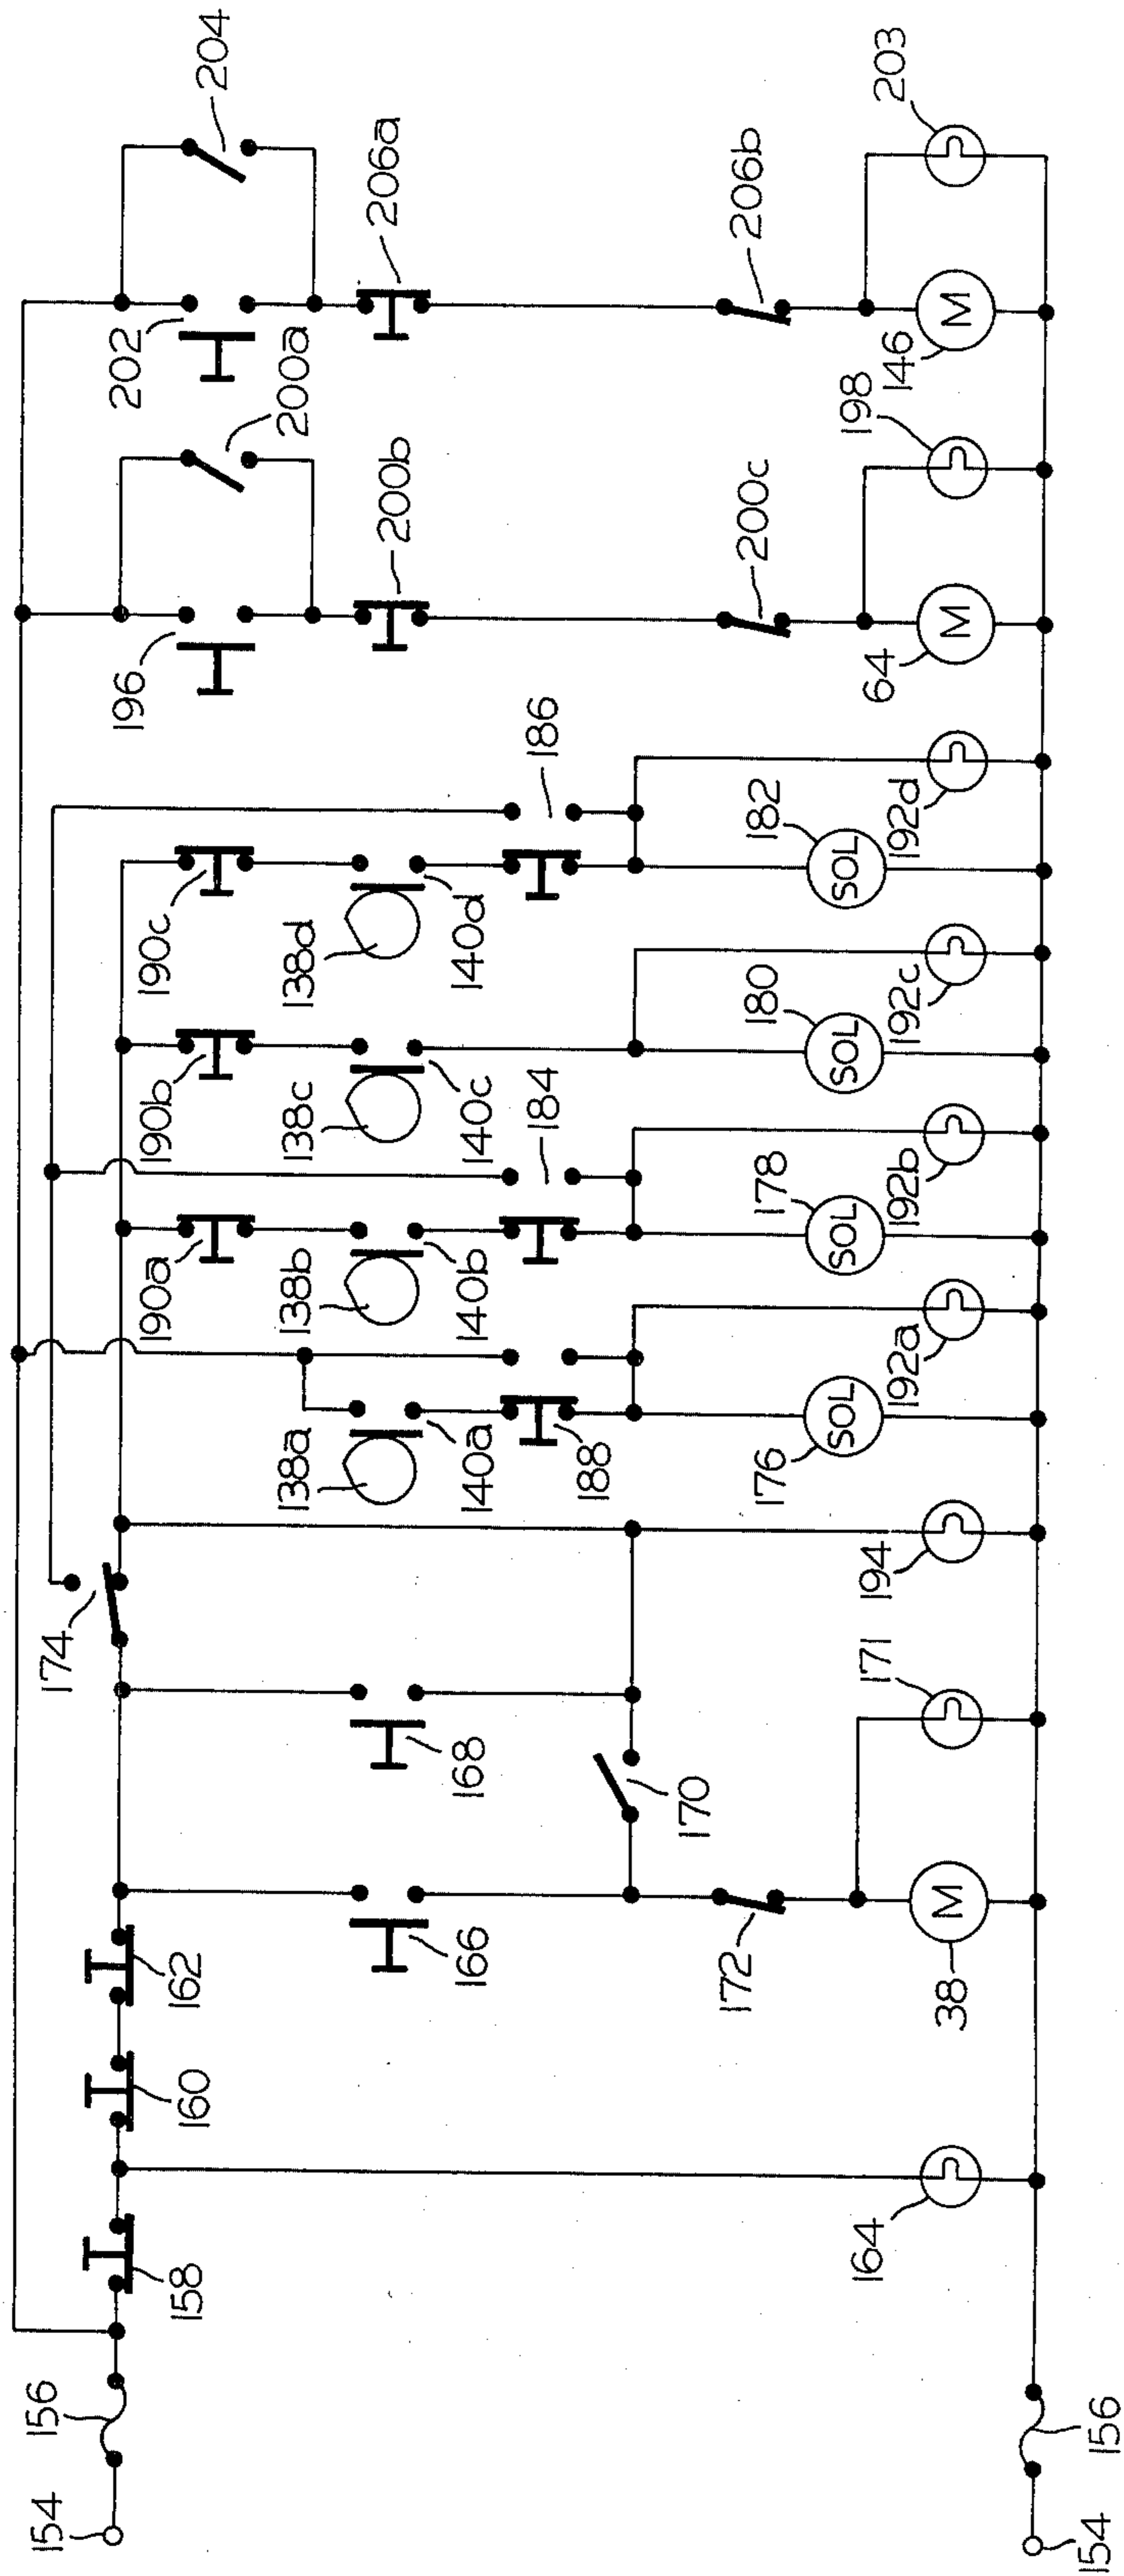 154
156
158
160
162
174
166
168
170
172
164
38
M
171
194
138a
140a
188
176
SOL
192a
190a
138b
140b
184
178
SOL
192b
190b
138c
140c
180
SOL
192c
190c
138d
140d
186
182
SOL
192d
196
200a
200b
200c
64
M
198
202
204
206a
206b
146
M
203
154
156